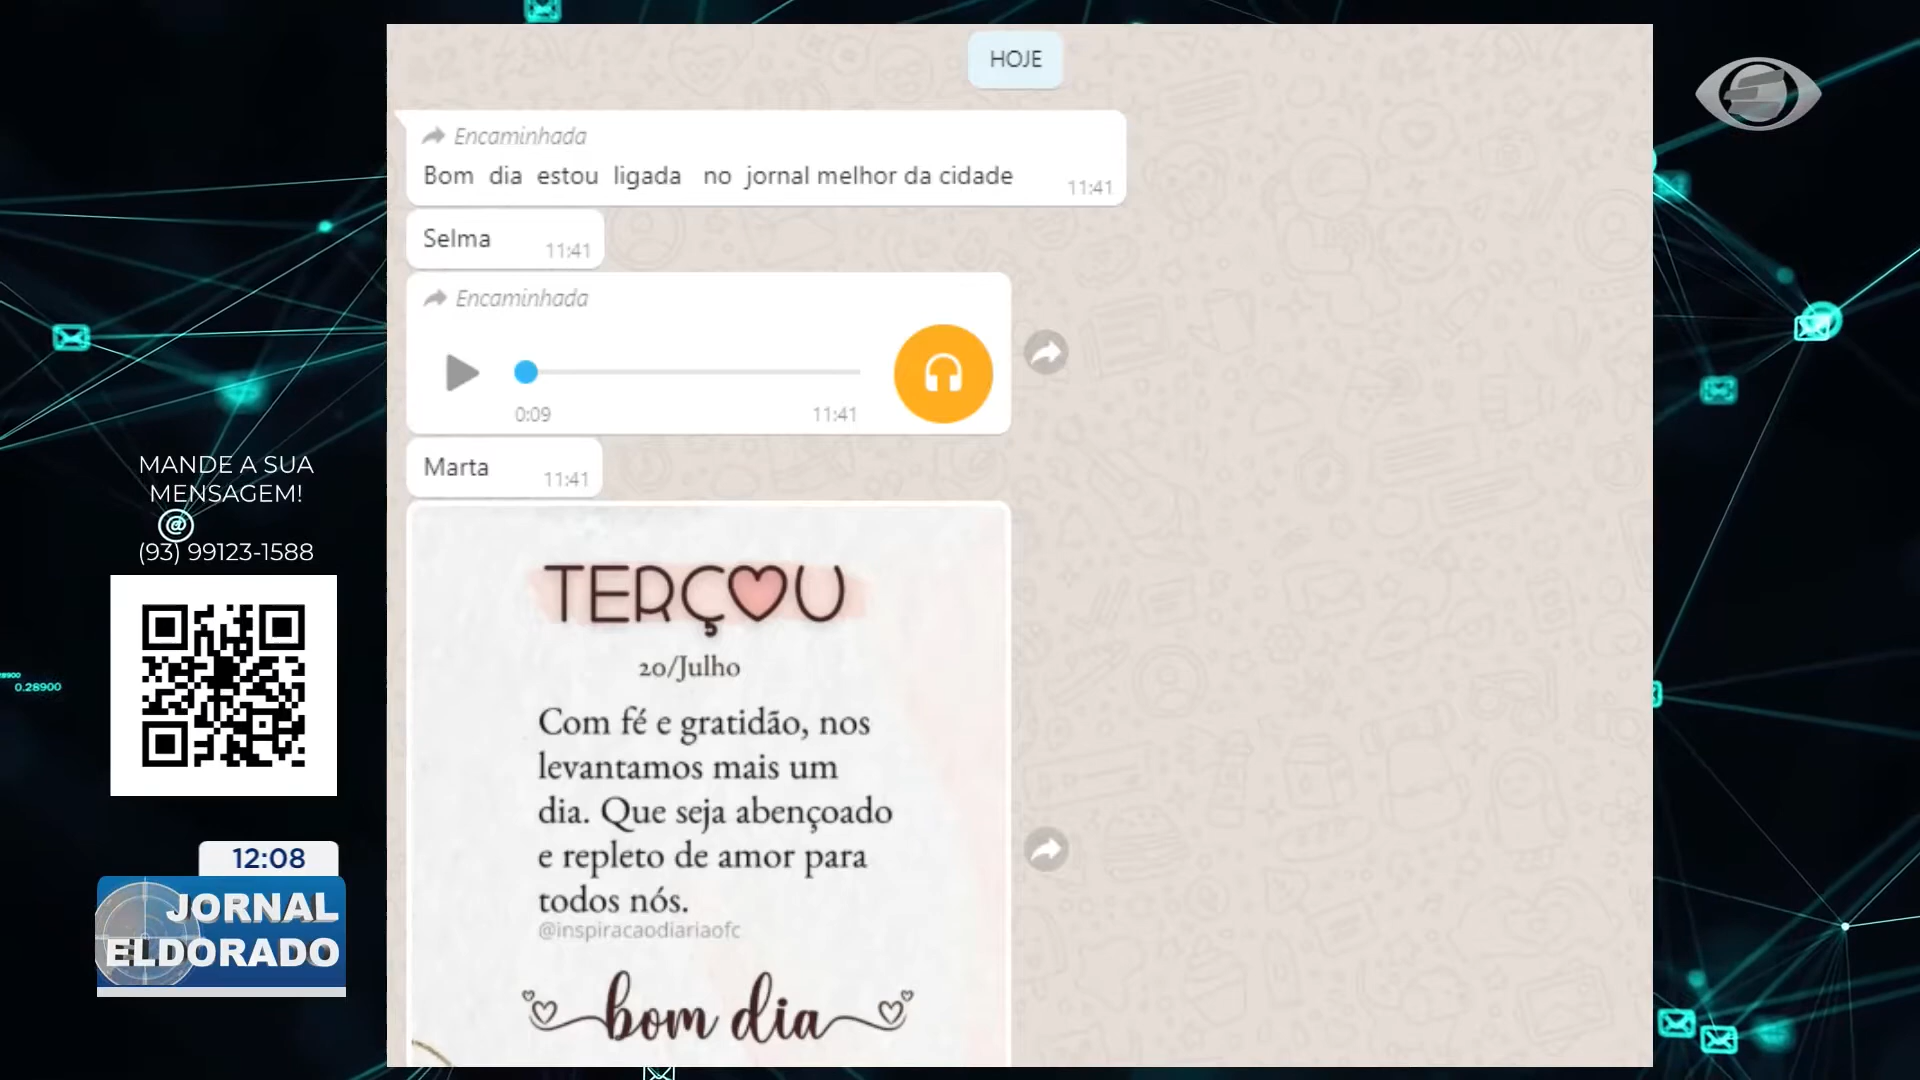 HOJE
Encaminhada
Bom dia estou ligada no jornal melhor da cidade
11:41
Selma
11:41
Encaminhada
0:09
11:41
Marta
11:41
TERÇOU
20/Julho
Com fé e gratidão, nos
levantamos mais um
dia. Que seja abençoado
e repleto de amor para
todos nós.
@inspiracaodiariaofc
bom dia
MANDE A SUA
MENSAGEM!
@
(93) 99123-1588
0.28900
12:08
JORNAL
ELDORADO